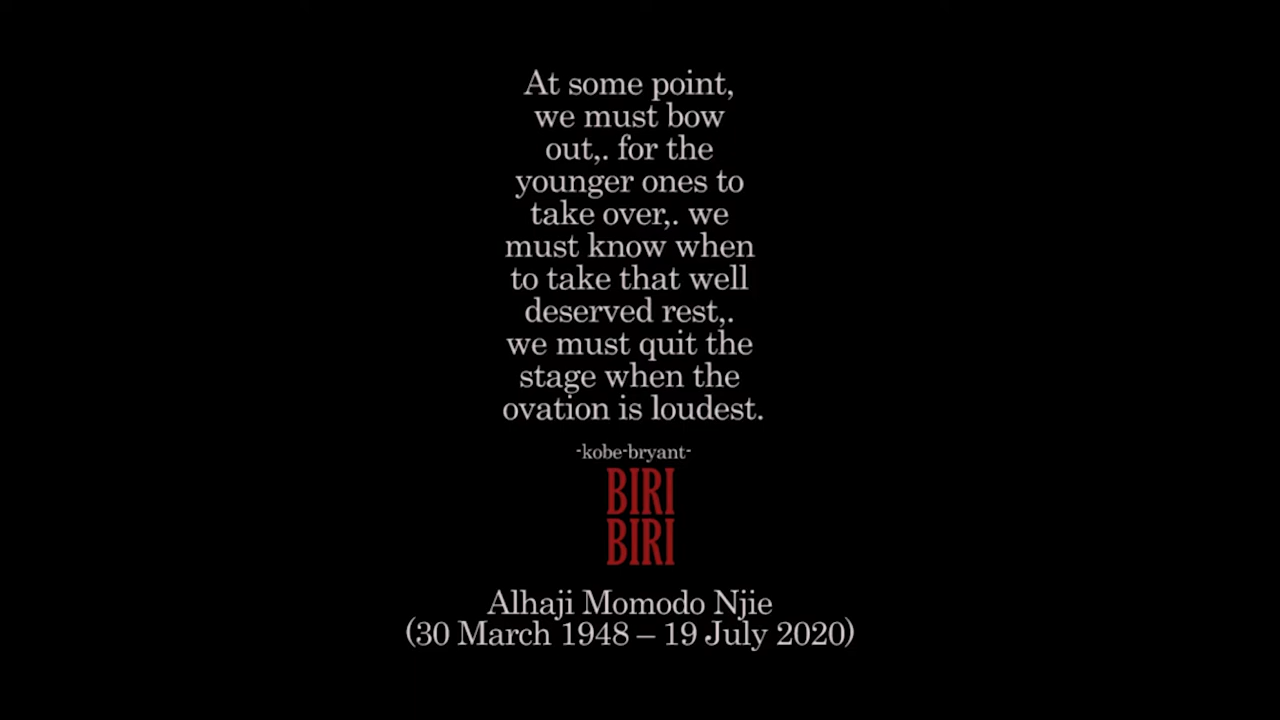 At some point,
we must bow
out,. for the
younger ones to
take over,. we
must know when
to take that well
deserved rest,.
we must quit the
stage when the
ovation is loudest.
-kobe-bryant-
BIRI
BIRI
Alhaji Momodo Njie
(30 March 1948 – 19 July 2020)